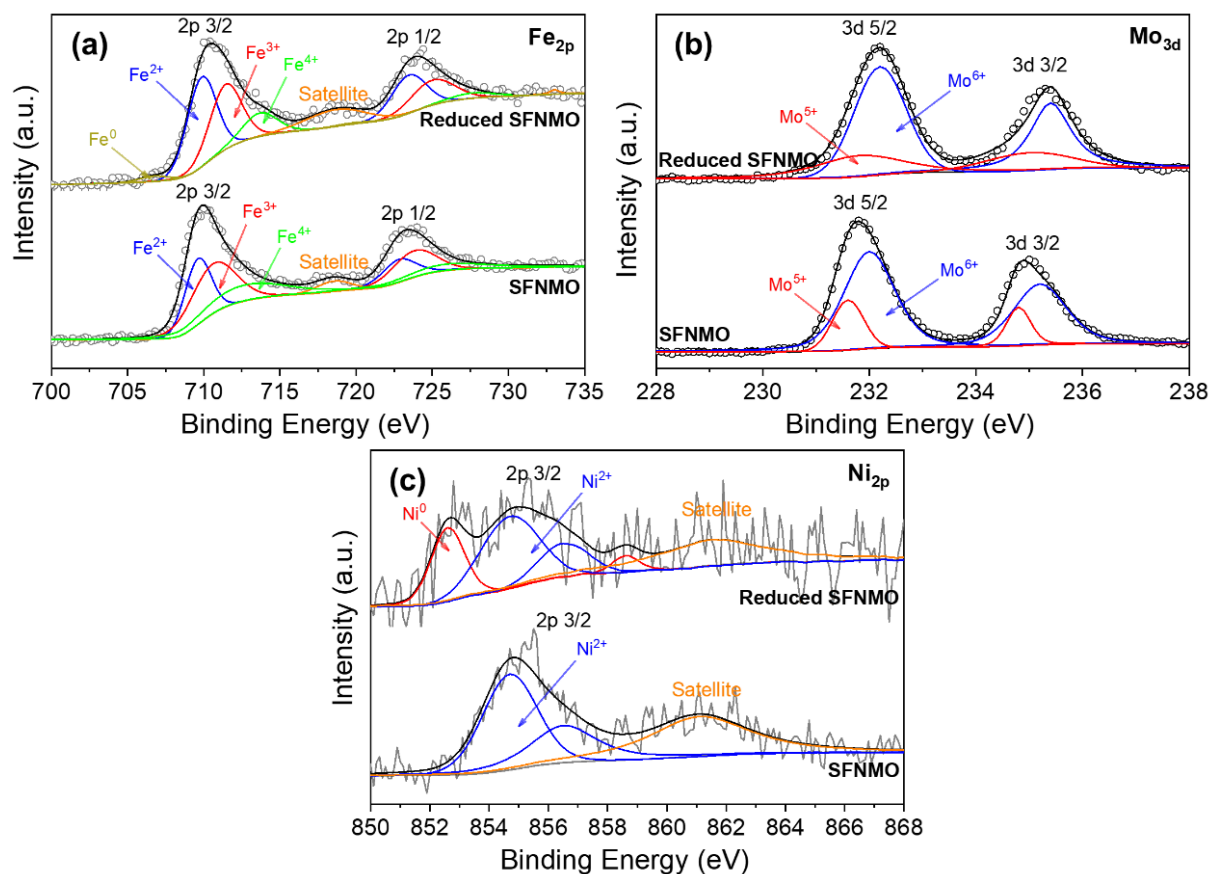 (a)
2p 3/2
2p 1/2
Fe2p
Fe2+
Fe3+
Fe4+
Satellite
Fe0
Reduced SFNMO
2p 3/2
2p 1/2
Fe2+
Fe3+
Fe4+
Satellite
SFNMO
Intensity (a.u.)
700 705 710 715 720 725 730 735
Binding Energy (eV)
(b)
3d 5/2
Mo3d
3d 3/2
Mo6+
Mo5+
Reduced SFNMO
3d 5/2
3d 3/2
Mo5+
Mo6+
SFNMO
Intensity (a.u.)
228 230 232 234 236 238
Binding Energy (eV)
(c)
2p 3/2
Ni2p
Ni2+
Ni0
Satellite
Reduced SFNMO
2p 3/2
Ni2+
Satellite
SFNMO
Intensity (a.u.)
850 852 854 856 858 860 862 864 866 868
Binding Energy (eV)